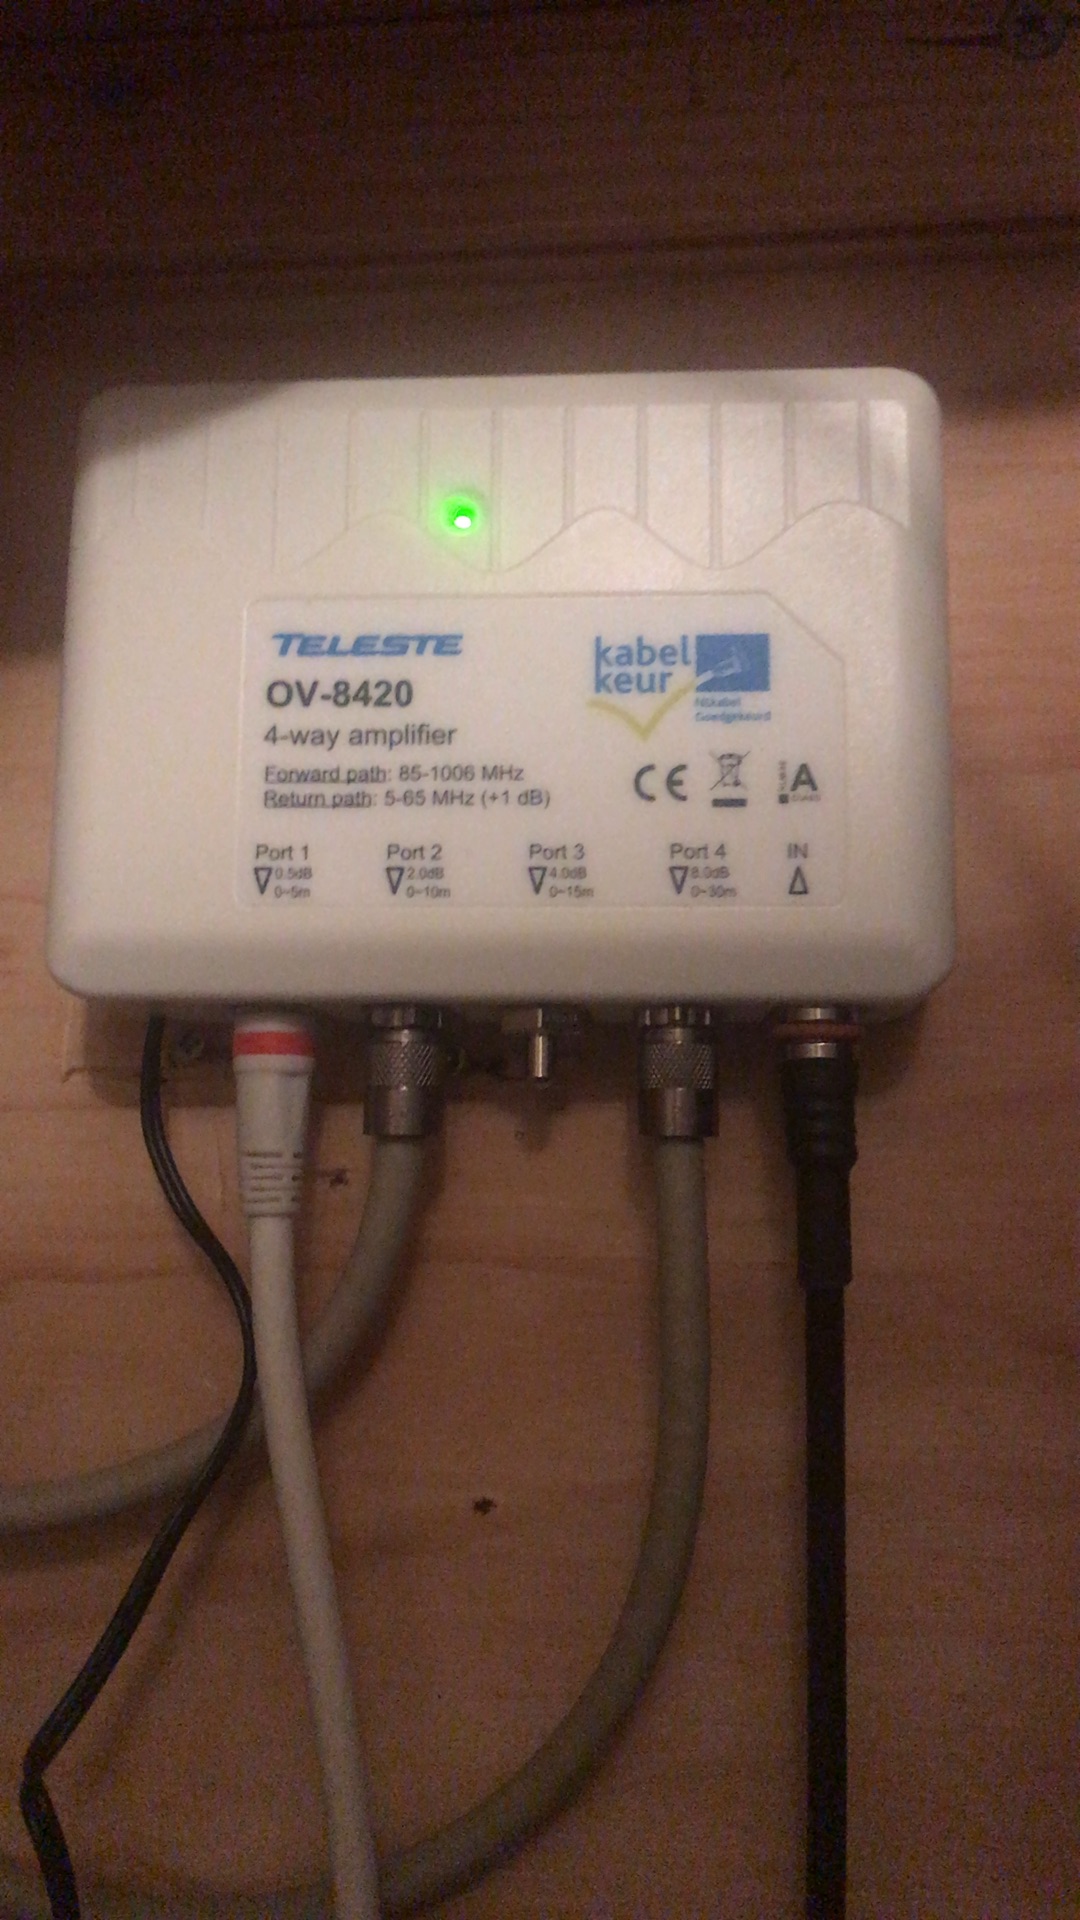 TELESTE
kabel
keur
NLkabel
Goedgekeurd
OV-8420
4-way amplifier
Forward path: 85-1006 MHz
Return path: 5-65 MHz (+1 dB)
CE
A
Port 1 Port 2 Port 3 Port 4 IN
0.5dB 2.0dB 4.0dB 8.0dB
0~5m 0~10m 0~15m 0~30m